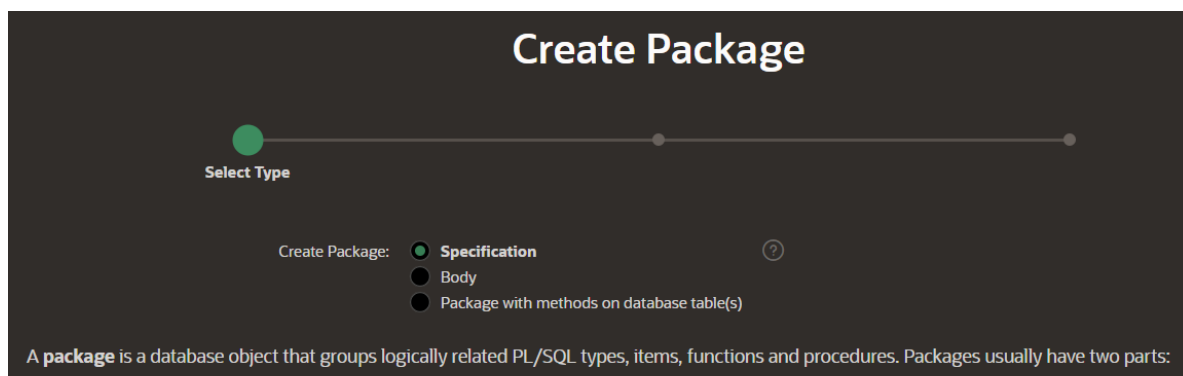 Create Package
Select Type
Create Package:
Specification
?
Body
Package with methods on database table(s)
A package is a database object that groups logically related PL/SQL types, items, functions and procedures. Packages usually have two parts: